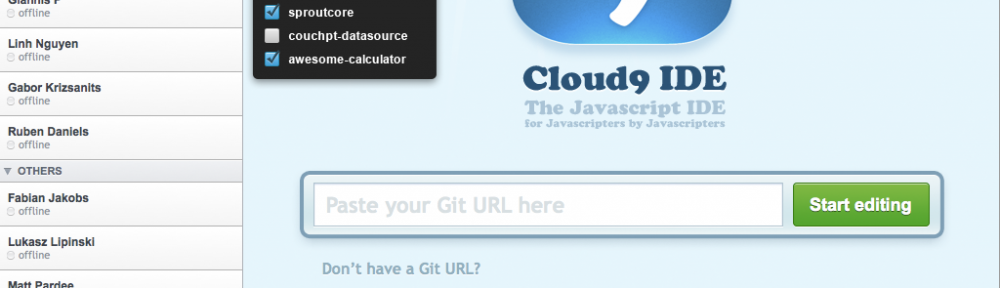 Giannis P
offline
Linh Nguyen
offline
Gabor Krizsanits
offline
Ruben Daniels
offline
OTHERS
Fabian Jakobs
offline
Lukasz Lipinski
offline
Matt Pardee
sproutcore
couchpt-datasource
awesome-calculator
Cloud9 IDE
The Javascript IDE
for Javascripters by Javascripters
Paste your Git URL here
Start editing
Don't have a Git URL?